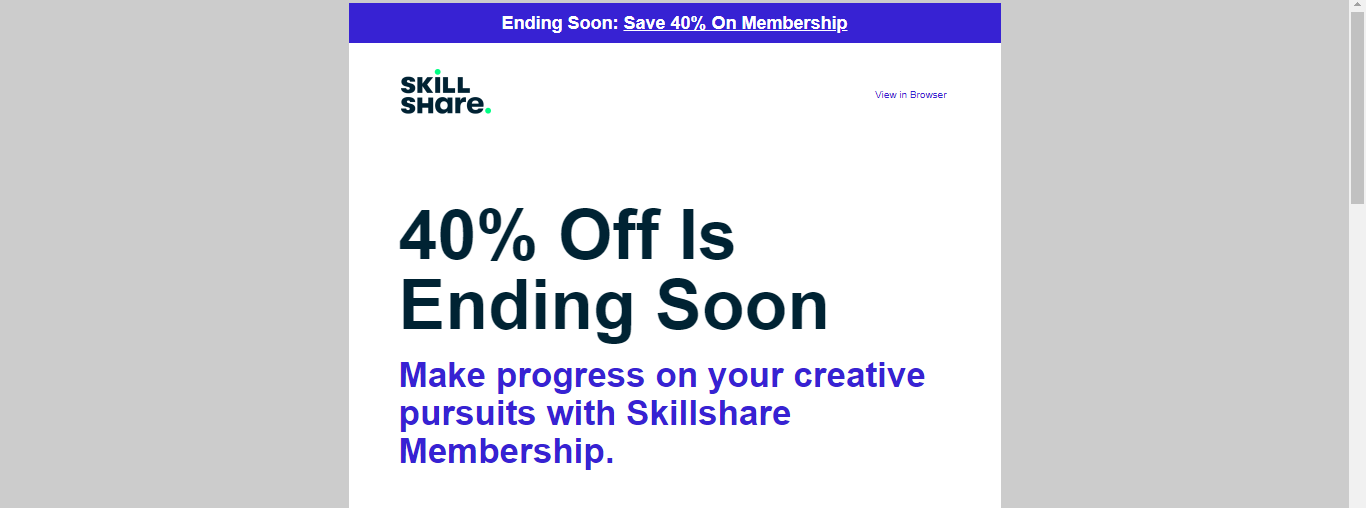 Ending Soon: Save 40% On Membership
SKILL
SHare.
View in Browser
40% Off Is
Ending Soon
Make progress on your creative
pursuits with Skillshare
Membership.